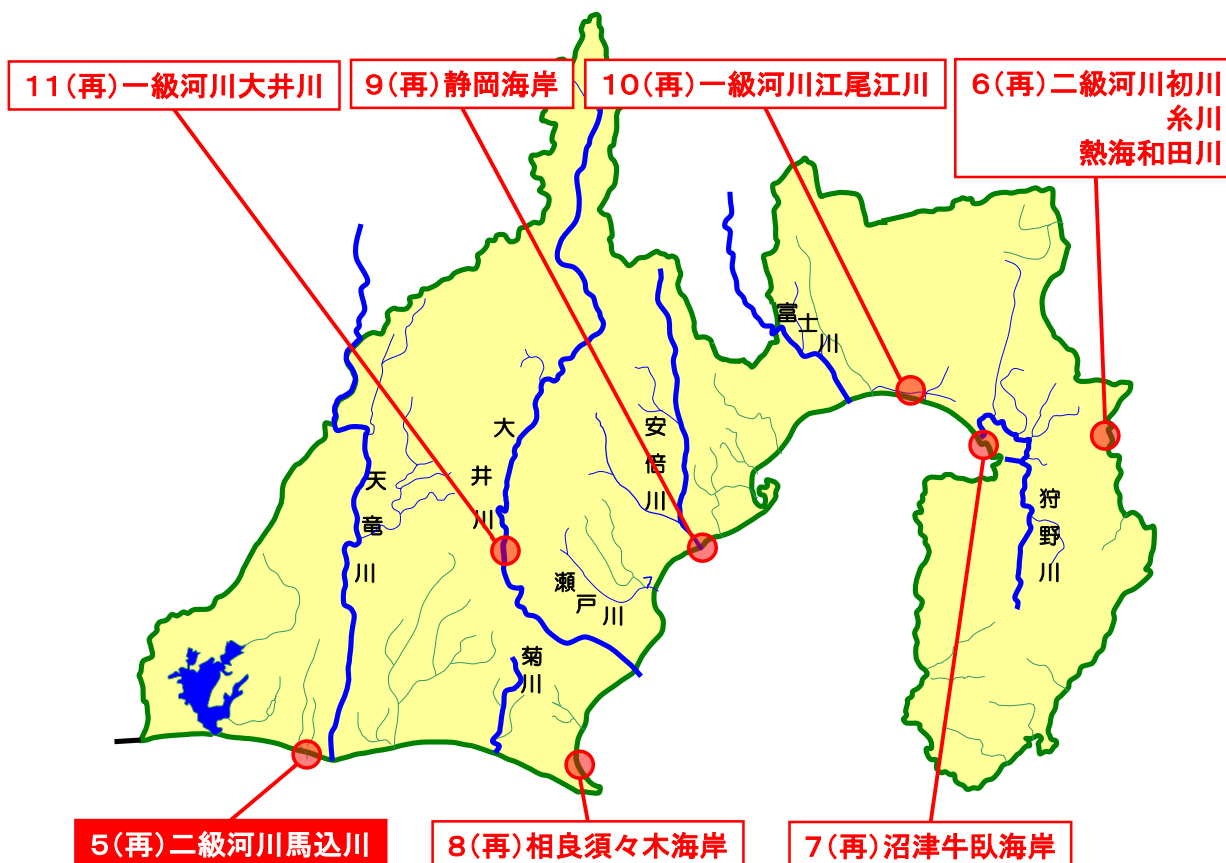 11(再)一級河川大井川
9(再)静岡海岸
10(再)一級河川江尾江川
6(再)二級河川初川
糸川
熱海和田川
富士川
大井川
安倍川
天竜川
狩野川
瀬戸川
菊川
5(再)二級河川馬込川
8(再)相良須々木海岸
7(再)沼津牛臥海岸